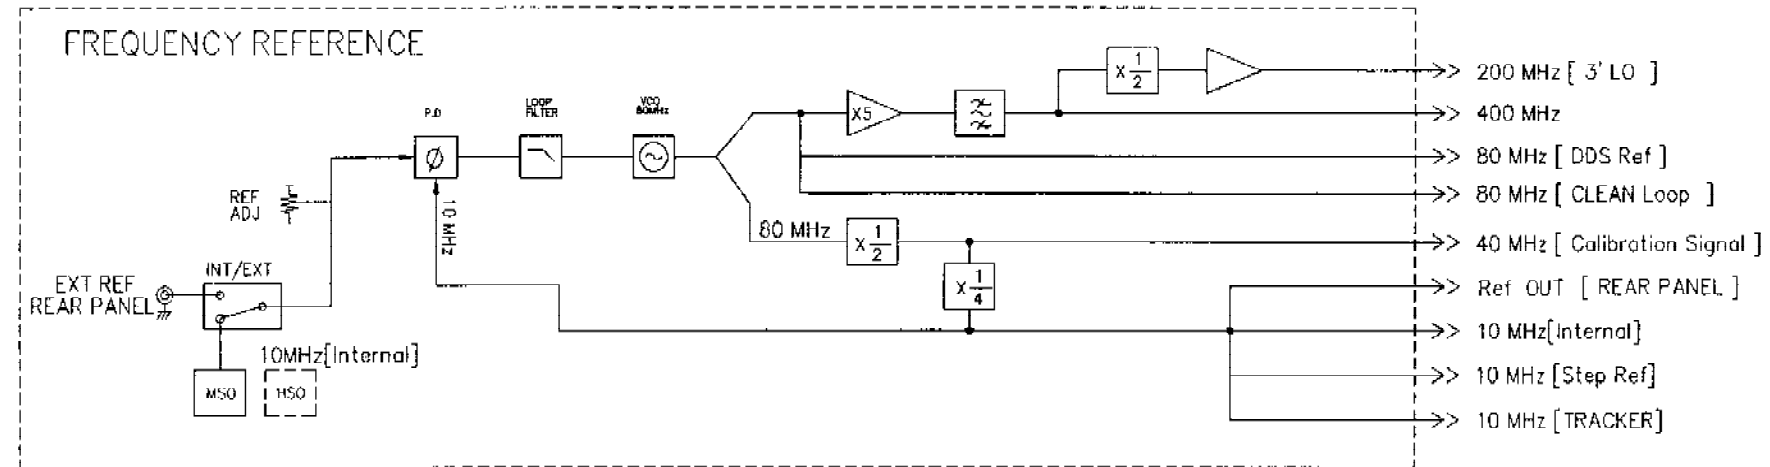 FREQUENCY REFERENCE
X 1/2
200 MHz [ 3' LO ]
P.D
LOOP
FILTER
VCO
80MHz
X5
400 MHz
Ø
80 MHz [ DDS Ref ]
REF
ADJ
10 MHz
80 MHz [ CLEAN Loop ]
80 MHz
X 1/2
40 MHz [ Calibration Signal ]
INT/EXT
EXT REF
REAR PANEL
X 1/4
Ref OUT [ REAR PANEL ]
10 MHz[Internal]
10MHz[Internal]
MSO
HSO
10 MHz [Step Ref]
10 MHz [TRACKER]